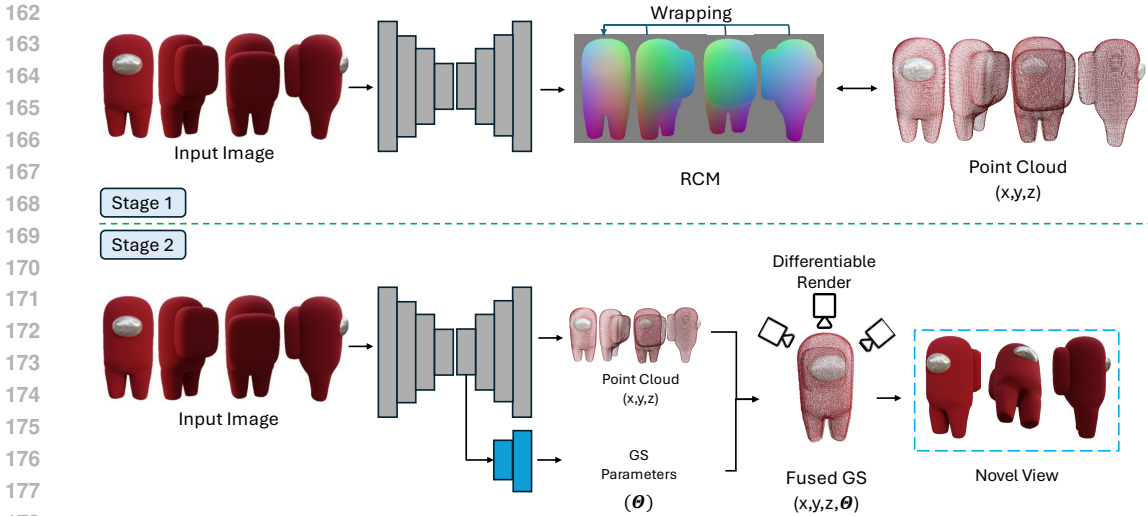 162
163
164
165
166
167
168
169
170
171
172
173
174
175
176
177
Wrapping
Input Image
RCM
Point Cloud
(x,y,z)
Stage 1
Stage 2
Differentiable
Render
Input Image
Point Cloud
(x,y,z)
GS
Parameters
(Θ)
Fused GS
(x,y,z,Θ)
Novel View